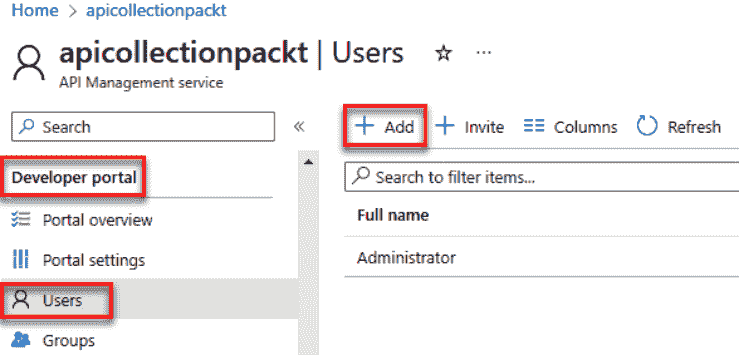 Home > apicollectionpackt
apicollectionpackt | Users ☆ ...
API Management service
Search «
Developer portal
Portal overview
Portal settings
Users
Groups
+ Add + Invite Columns Refresh
Search to filter items...
Full name
Administrator